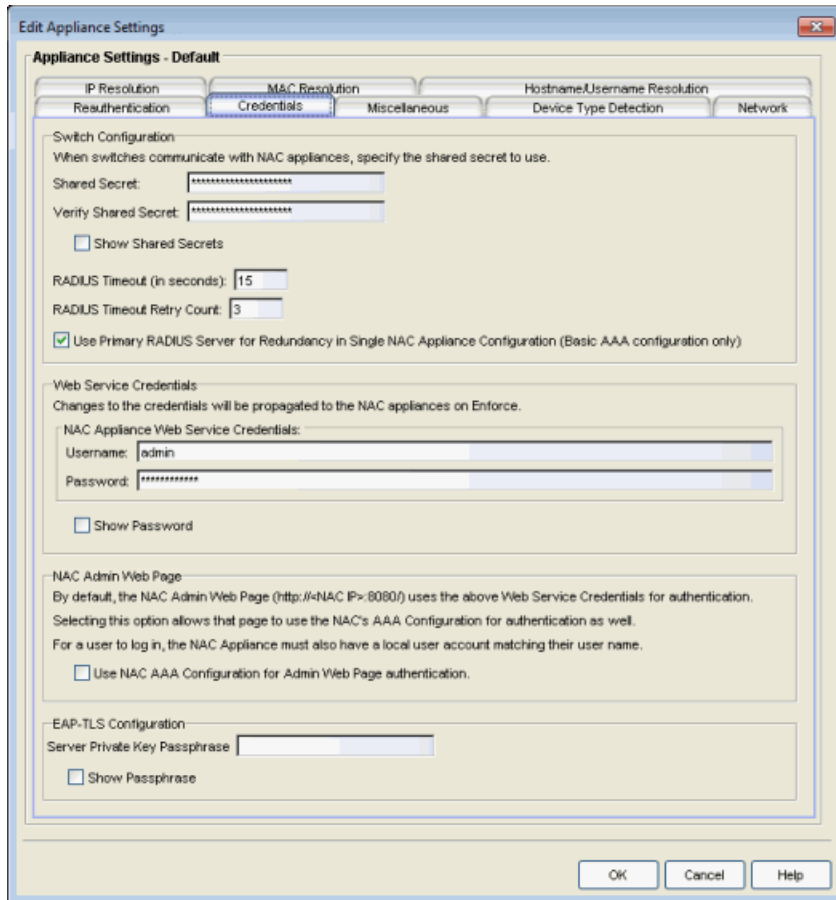 Edit Appliance Settings
Appliance Settings - Default
IP Resolution MAC Resolution Hostname/Username Resolution
Reauthentication Credentials Miscellaneous Device Type Detection Network
Switch Configuration
When switches communicate with NAC appliances, specify the shared secret to use.
Shared Secret: *********************
Verify Shared Secret: *********************
Show Shared Secrets
RADIUS Timeout (in seconds): 15
RADIUS Timeout Retry Count: 3
Use Primary RADIUS Server for Redundancy in Single NAC Appliance Configuration (Basic AAA configuration only)
Web Service Credentials
Changes to the credentials will be propagated to the NAC appliances on Enforce.
NAC Appliance Web Service Credentials:
Username: admin
Password: ************
Show Password
NAC Admin Web Page
By default, the NAC Admin Web Page (http://<NAC IP>:8080/) uses the above Web Service Credentials for authentication.
Selecting this option allows that page to use the NAC's AAA Configuration for authentication as well.
For a user to log in, the NAC Appliance must also have a local user account matching their user name.
Use NAC AAA Configuration for Admin Web Page authentication.
EAP-TLS Configuration
Server Private Key Passphrase
Show Passphrase
OK Cancel Help